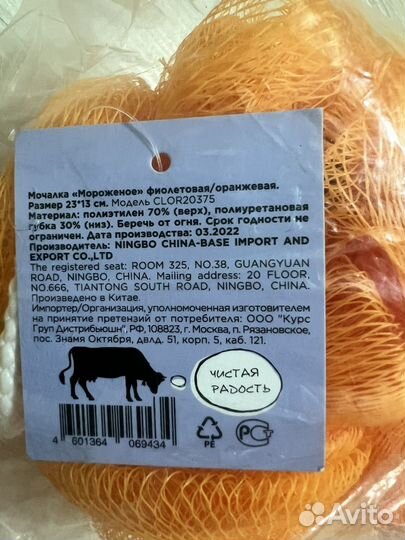 Мочалка «Мороженое» фиолетовая/оранжевая.
Размер 23*13 см. Модель CLOR20375
Материал: полиэтилен 70% (верх), полиуретановая
губка 30% (низ). Беречь от огня. Срок годности не
ограничен. Дата производства: 03.2022
Производитель: NINGBO CHINA-BASE IMPORT AND
EXPORT CO.,LTD
The registered seat: ROOM 325, NO.38, GUANGYUAN
ROAD, NINGBO, CHINA. Mailing address: 20 FLOOR,
NO.666, TIANTONG SOUTH ROAD, NINGBO, CHINA.
Произведено в Китае.
Импортер/Организация, уполномоченная изготовителем
на принятие претензий от потребителя: ООО "Курс
Груп Дистрибьюшн", РФ, 108823, г. Москва, п. Рязановское,
пос. Знамя Октября, двлд. 51, корп. 5, каб. 121.
ЧИСТАЯ
РАДОСТЬ
4 601364 069434
PE
РСТ
Avito